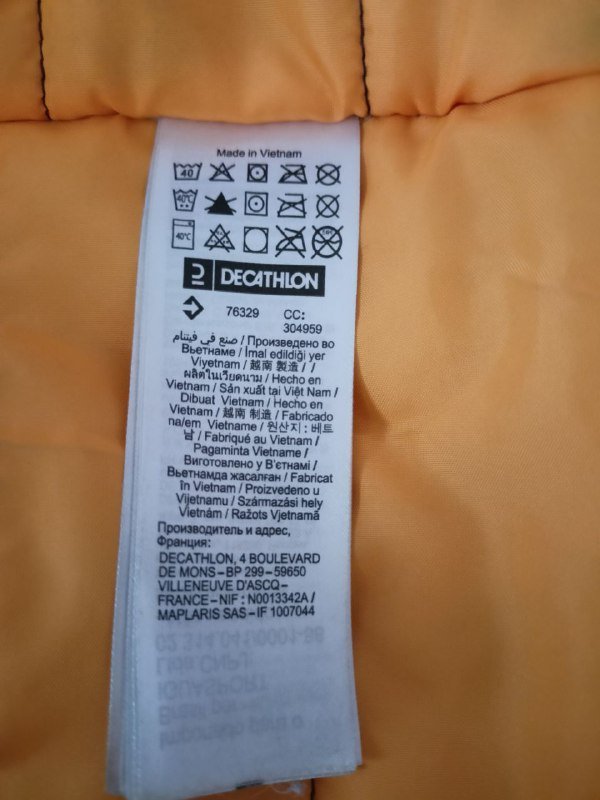 Made in Vietnam
40
40°C
40°C
DECATHLON
76329 CC:
304959
صنع في فيتنام / Произведено во
Вьетнаме / İmal edildiği yer
Viyetnam / 越南 製造 / /
ผลิตในเวียดนาม / Hecho en
Vietnam / Sản xuất tại Việt Nam /
Dibuat Vietnam / Hecho en
Vietnam / 越南 制造 / Fabricado
na/em Vietname / 원산지 : 베트
남 / Fabriqué au Vietnam /
Pagaminta Vietname /
Виготовлено у В'єтнамі /
Вьетнамда жасалған / Fabricat
în Vietnam / Proizvedeno u
Vijetnamu / Származási hely
Vietnám / Ražots Vjetnamā
Производитель и адрес,
Франция:
DECATHLON, 4 BOULEVARD
DE MONS-BP 299-59650
VILLENEUVE D'ASCQ-
FRANCE-NIF : N0013342A /
MAPLARIS SAS-IF 1007044